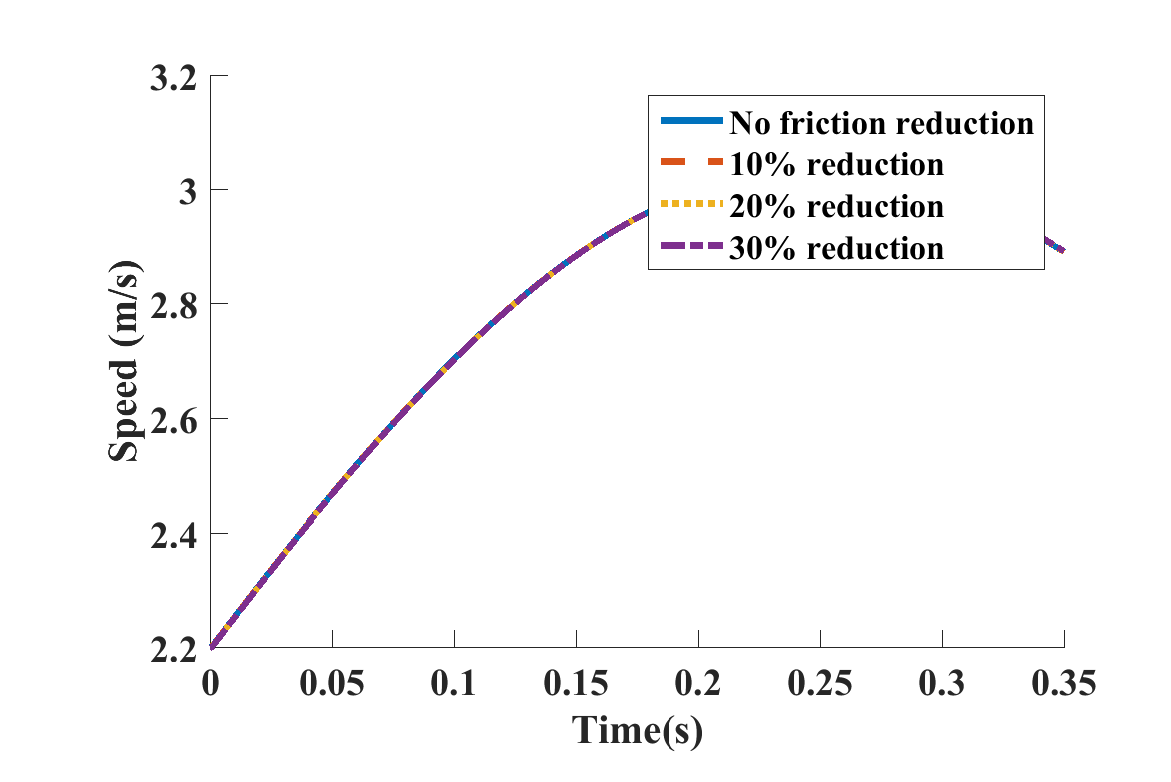 3.2
3
2.8
2.6
2.4
2.2
Speed (m/s)
No friction reduction
10% reduction
20% reduction
30% reduction
0 0.05 0.1 0.15 0.2 0.25 0.3 0.35
Time(s)